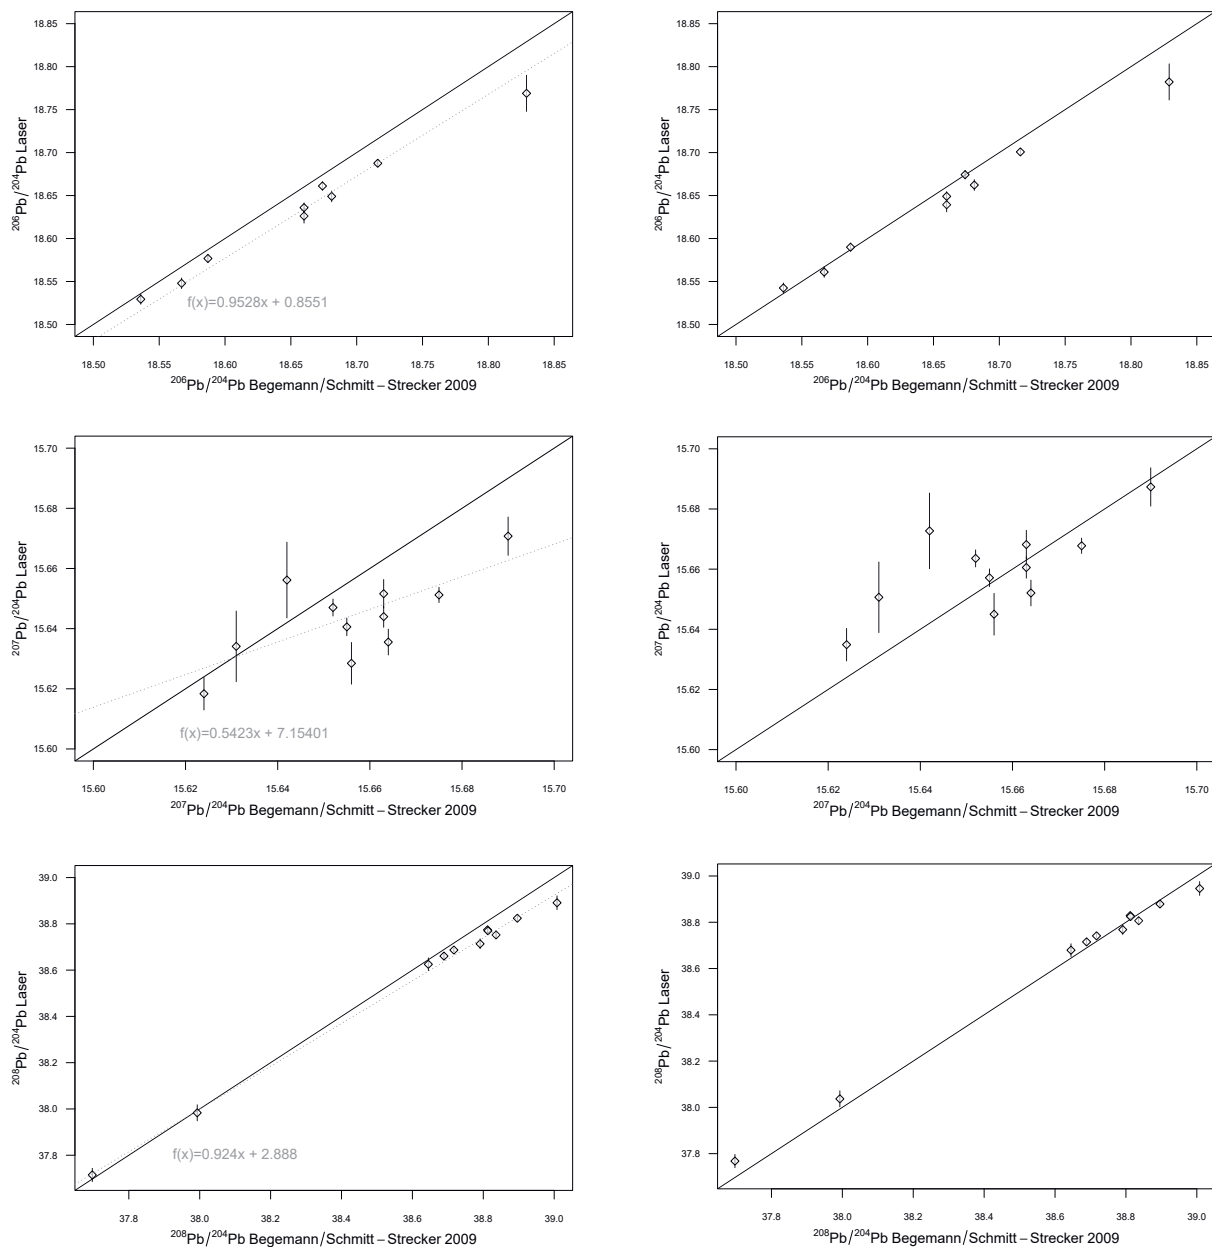 18.85
18.80
18.75
18.70
18.65
18.60
18.55
18.50
²⁰⁶Pb/²⁰⁴Pb Laser
f(x)=0.9528x + 0.8551
18.50 18.55 18.60 18.65 18.70 18.75 18.80 18.85
²⁰⁶Pb/²⁰⁴Pb Begemann/Schmitt – Strecker 2009
18.85
18.80
18.75
18.70
18.65
18.60
18.55
18.50
²⁰⁶Pb/²⁰⁴Pb Laser
18.50 18.55 18.60 18.65 18.70 18.75 18.80 18.85
²⁰⁶Pb/²⁰⁴Pb Begemann/Schmitt – Strecker 2009
15.70
15.68
15.66
15.64
15.62
15.60
²⁰⁷Pb/²⁰⁴Pb Laser
f(x)=0.5423x + 7.15401
15.60 15.62 15.64 15.66 15.68 15.70
²⁰⁷Pb/²⁰⁴Pb Begemann/Schmitt – Strecker 2009
15.70
15.68
15.66
15.64
15.62
15.60
²⁰⁷Pb/²⁰⁴Pb Laser
15.60 15.62 15.64 15.66 15.68 15.70
²⁰⁷Pb/²⁰⁴Pb Begemann/Schmitt – Strecker 2009
39.0
38.8
38.6
38.4
38.2
38.0
37.8
²⁰⁸Pb/²⁰⁴Pb Laser
f(x)=0.924x + 2.888
37.8 38.0 38.2 38.4 38.6 38.8 39.0
²⁰⁸Pb/²⁰⁴Pb Begemann/Schmitt – Strecker 2009
39.0
38.8
38.6
38.4
38.2
38.0
37.8
²⁰⁸Pb/²⁰⁴Pb Laser
37.8 38.0 38.2 38.4 38.6 38.8 39.0
²⁰⁸Pb/²⁰⁴Pb Begemann/Schmitt – Strecker 2009